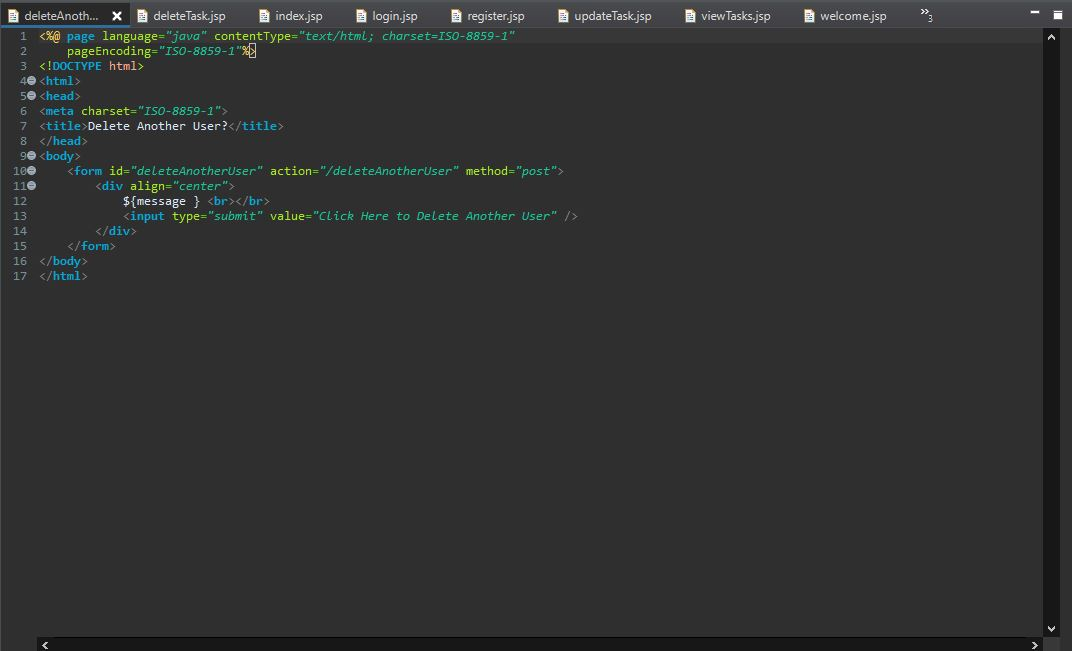 deleteAnoth... deleteTask.jsp index.jsp login.jsp register.jsp updateTask.jsp viewTasks.jsp welcome.jsp »3
1 <%@ page language="java" contentType="text/html; charset=ISO-8859-1"
2     pageEncoding="ISO-8859-1"%>
3 <!DOCTYPE html>
4 <html>
5 <head>
6 <meta charset="ISO-8859-1">
7 <title>Delete Another User?</title>
8 </head>
9 <body>
10     <form id="deleteAnotherUser" action="/deleteAnotherUser" method="post">
11         <div align="center">
12             ${message } <br></br>
13             <input type="submit" value="Click Here to Delete Another User" />
14         </div>
15     </form>
16 </body>
17 </html>